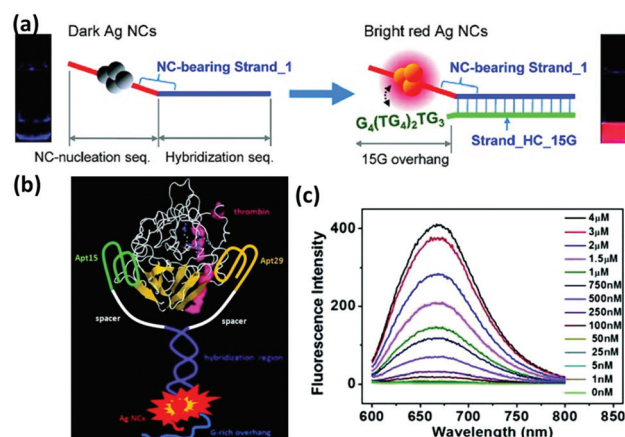 (a)
Dark Ag NCs
NC-bearing Strand_1
NC-nucleation seq.
Hybridization seq.
Bright red Ag NCs
NC-bearing Strand_1
G₄(TG₄)₂TG₃
Strand_HC_15G
15G overhang
(b)
thrombin
Apt15
Apt29
spacer
spacer
hybridization region
Ag NCs
G-rich overhang
(c)
Fluorescence Intensity
400
200
0
600
650
700
750
800
850
Wavelength (nm)
4μM
3μM
2μM
1.5μM
1μM
750nM
500nM
250nM
100nM
50nM
25nM
5nM
1nM
0nM